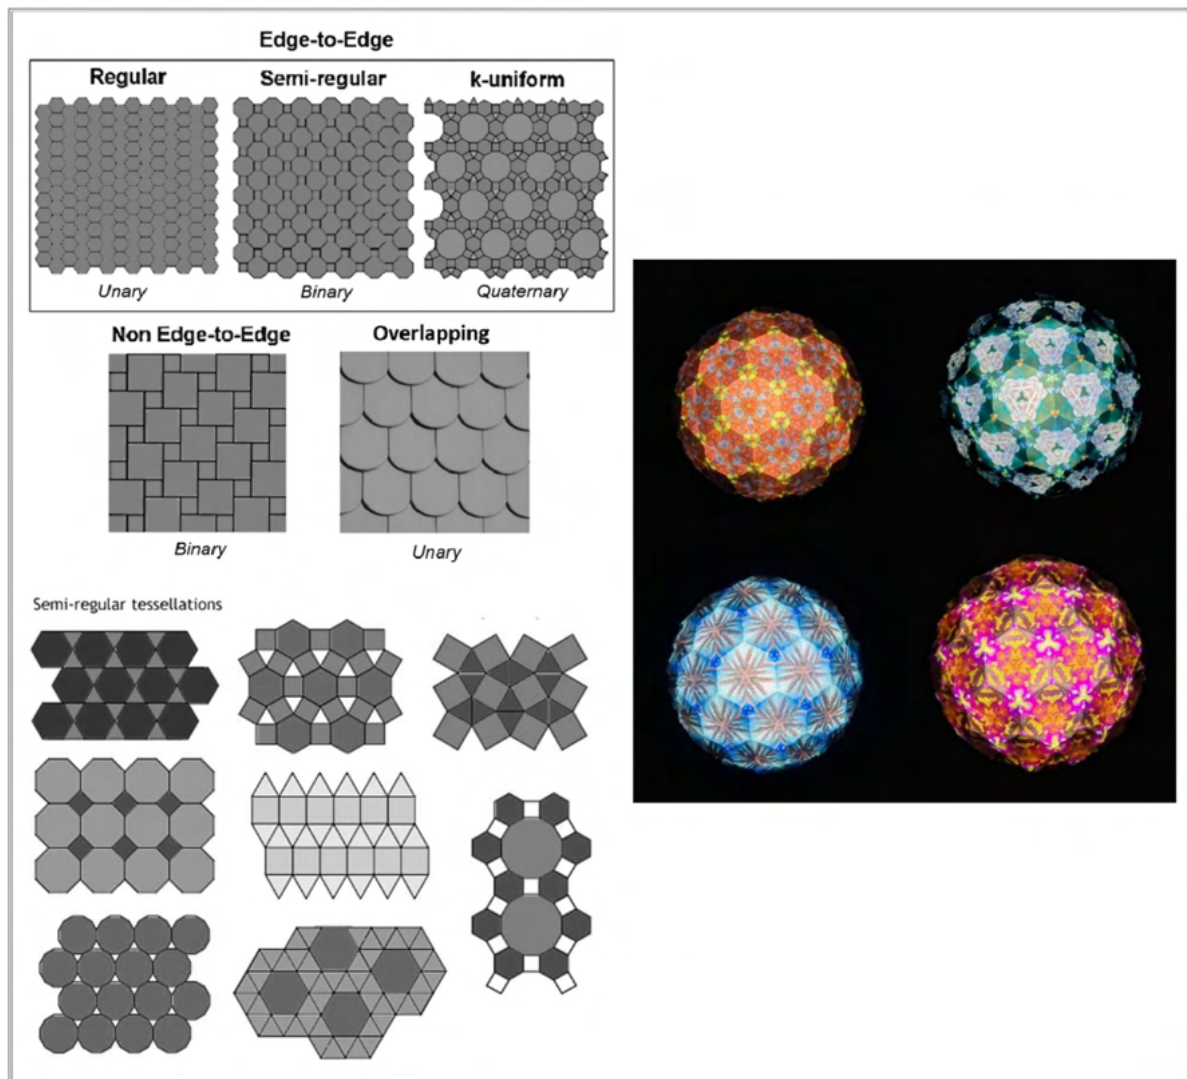 Edge-to-Edge
Regular Semi-regular k-uniform
Unary Binary Quaternary
Non Edge-to-Edge Overlapping
Binary Unary
Semi-regular tessellations